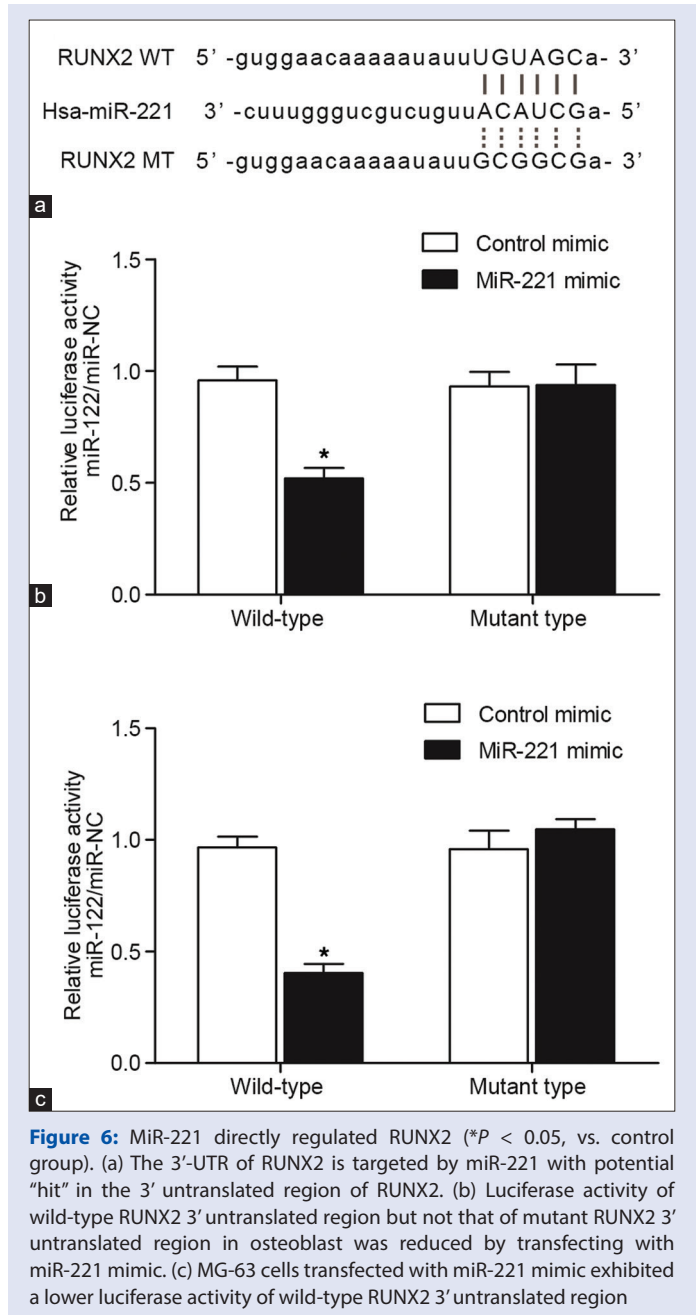 RUNX2 WT 5’ -guggaacaaaaauauuUGUAGCa- 3’
Hsa-miR-221 3’ -cuuugggucgucuguuACAUCGa- 5’
RUNX2 MT 5’ -guggaacaaaaauauuGCGGCGa- 3’
a
Control mimic
MiR-221 mimic
Relative luciferase activity
miR-122/miR-NC
1.5
1.0
0.5
0.0
*
Wild-type Mutant type
b
Control mimic
MiR-221 mimic
Relative luciferase activity
miR-122/miR-NC
1.5
1.0
0.5
0.0
*
Wild-type Mutant type
c
Figure 6: MiR-221 directly regulated RUNX2 (*P < 0.05, vs. control
group). (a) The 3’-UTR of RUNX2 is targeted by miR-221 with potential
“hit” in the 3’ untranslated region of RUNX2. (b) Luciferase activity of
wild-type RUNX2 3’ untranslated region but not that of mutant RUNX2 3’
untranslated region in osteoblast was reduced by transfecting with
miR-221 mimic. (c) MG-63 cells transfected with miR-221 mimic exhibited
a lower luciferase activity of wild-type RUNX2 3’ untranslated region